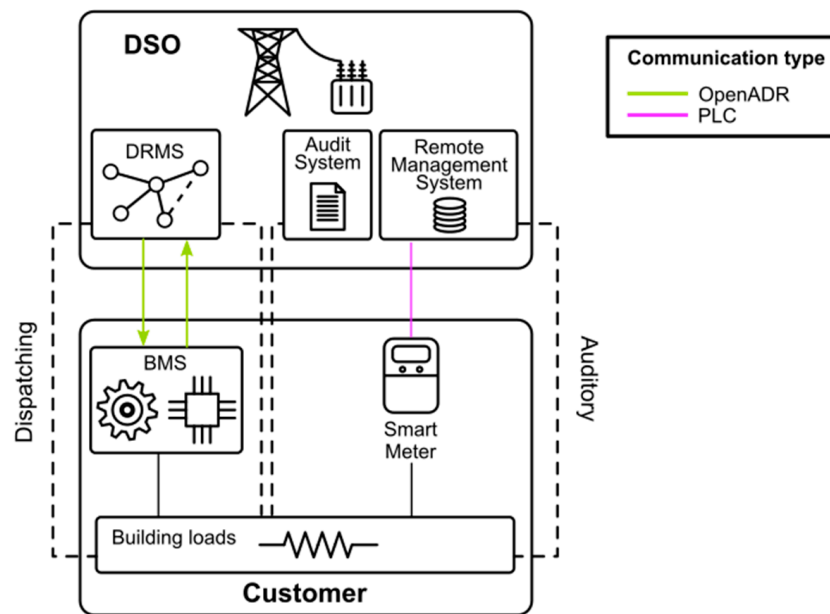 DSO
DRMS
Audit
System
Remote
Management
System
Communication type
OpenADR
PLC
Dispatching
Auditory
BMS
Smart
Meter
Building loads
Customer